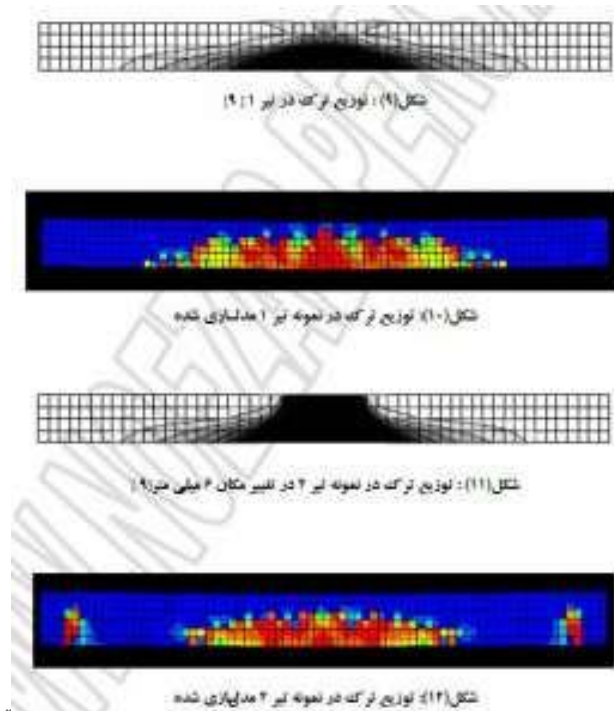 شکل(۹) : توزیع ترک در تیر ۱ [۹]
شکل(۱۰): توزیع ترک در نمونه تیر ۱ مدلسازی شده
شکل(۱۱) : توزیع ترک در نمونه تیر ۲ در تغییر مکان ۶ میلی متر[۹]
شکل(۱۲): توزیع ترک در نمونه تیر ۲ مدلسازی شده